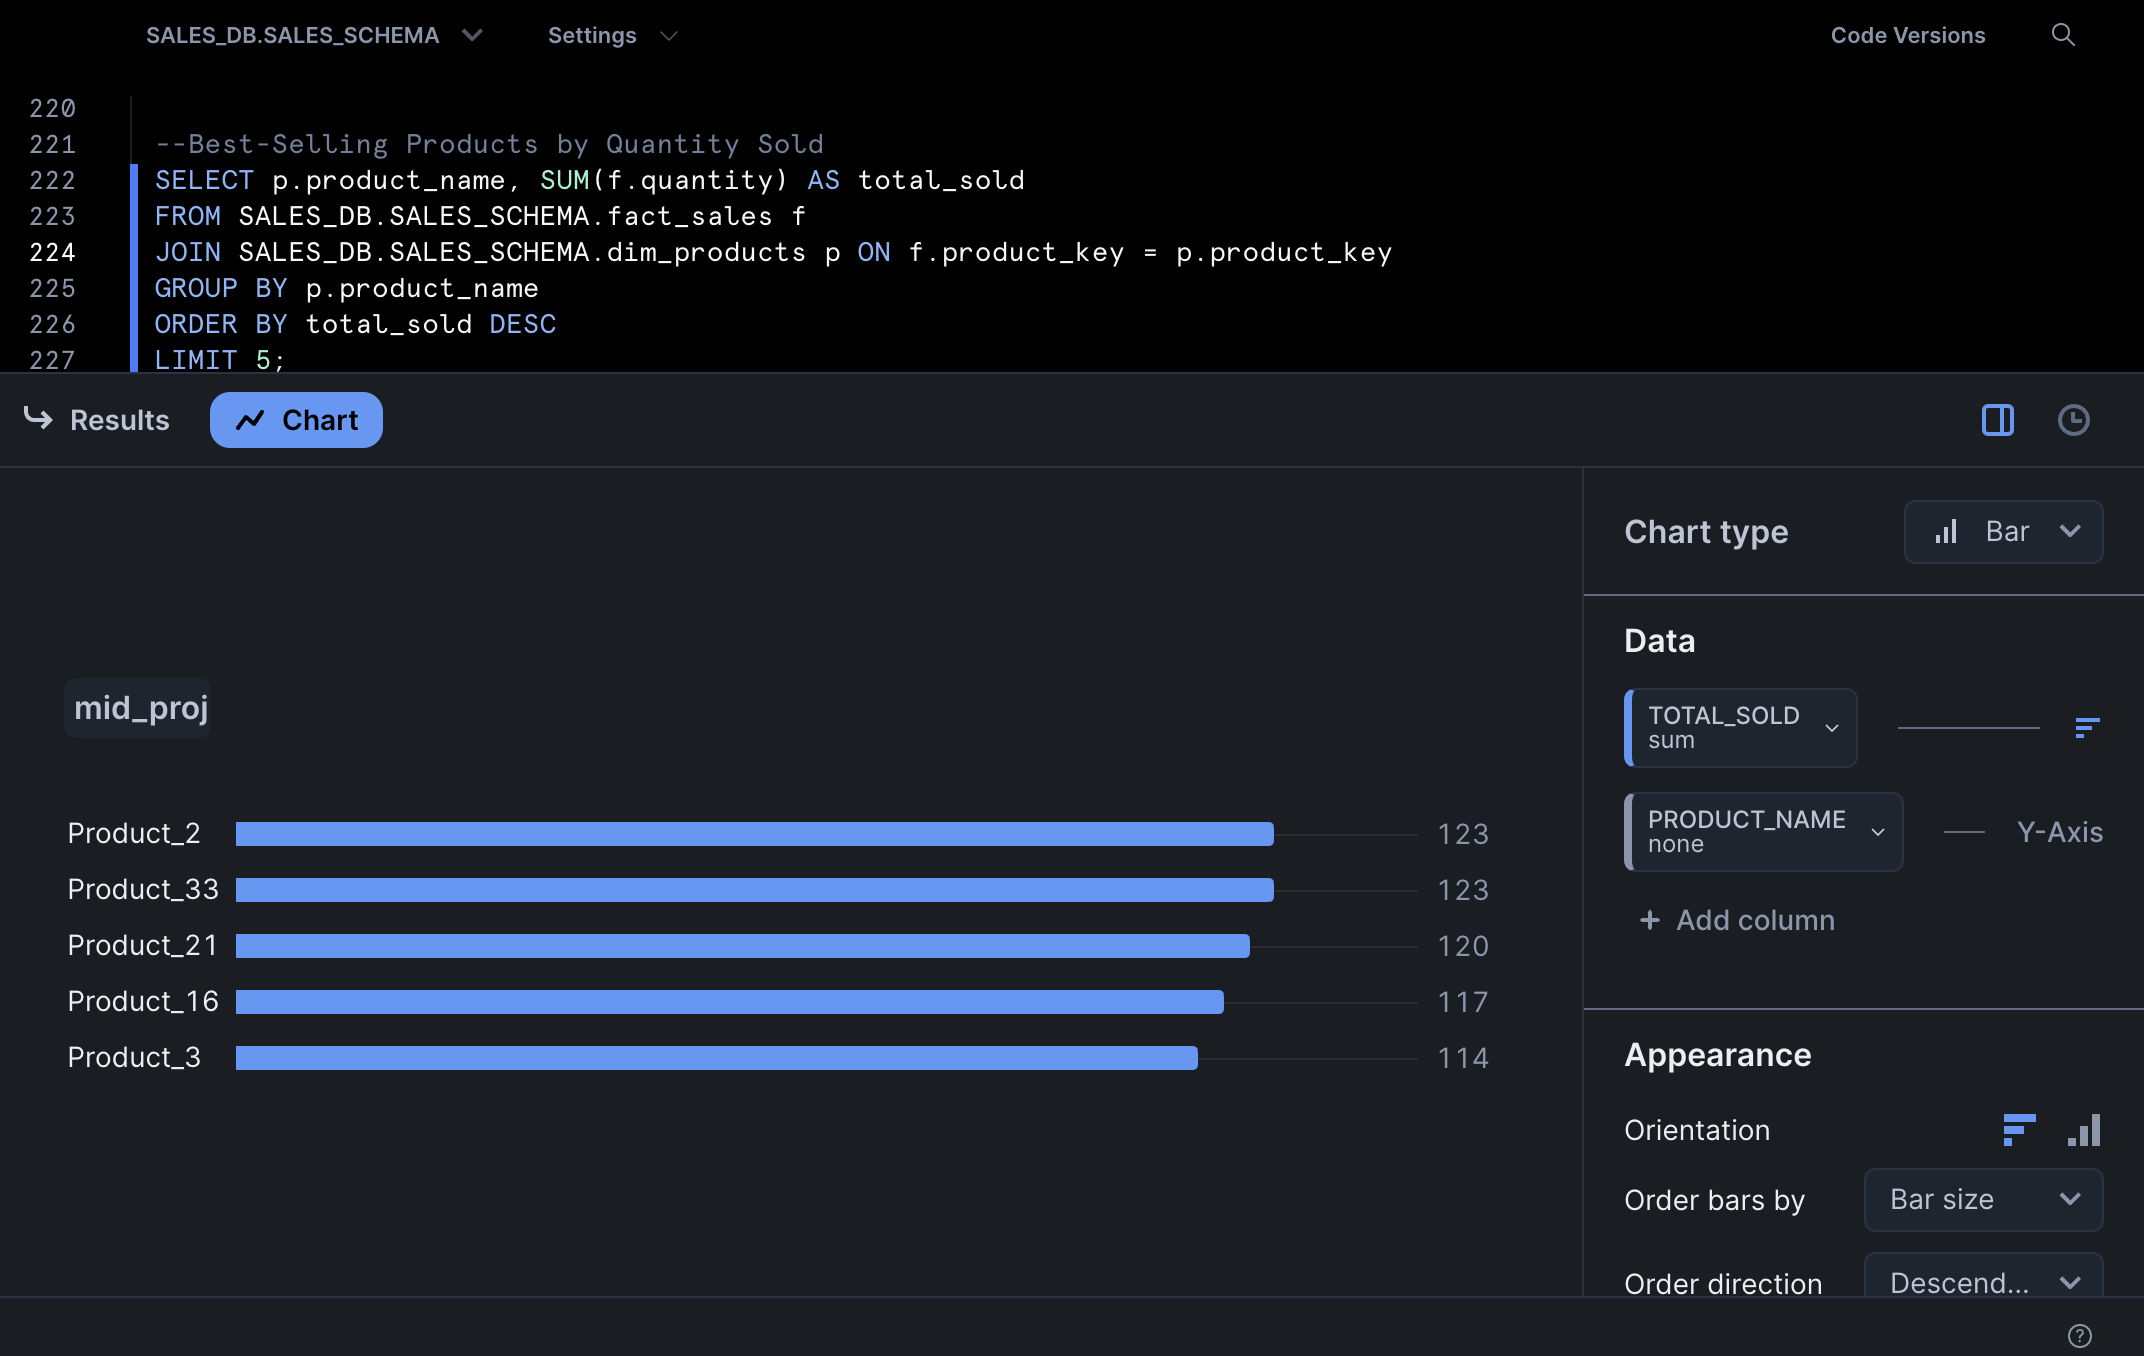 SALES_DB.SALES_SCHEMA Settings Code Versions
220
221 --Best-Selling Products by Quantity Sold
222 SELECT p.product_name, SUM(f.quantity) AS total_sold
223 FROM SALES_DB.SALES_SCHEMA.fact_sales f
224 JOIN SALES_DB.SALES_SCHEMA.dim_products p ON f.product_key = p.product_key
225 GROUP BY p.product_name
226 ORDER BY total_sold DESC
227 LIMIT 5;
Results Chart
mid_proj
Product_2 123
Product_33 123
Product_21 120
Product_16 117
Product_3 114
Chart type Bar
Data
TOTAL_SOLD
sum
PRODUCT_NAME
none
Y-Axis
+ Add column
Appearance
Orientation
Order bars by Bar size
Order direction Descend...
?